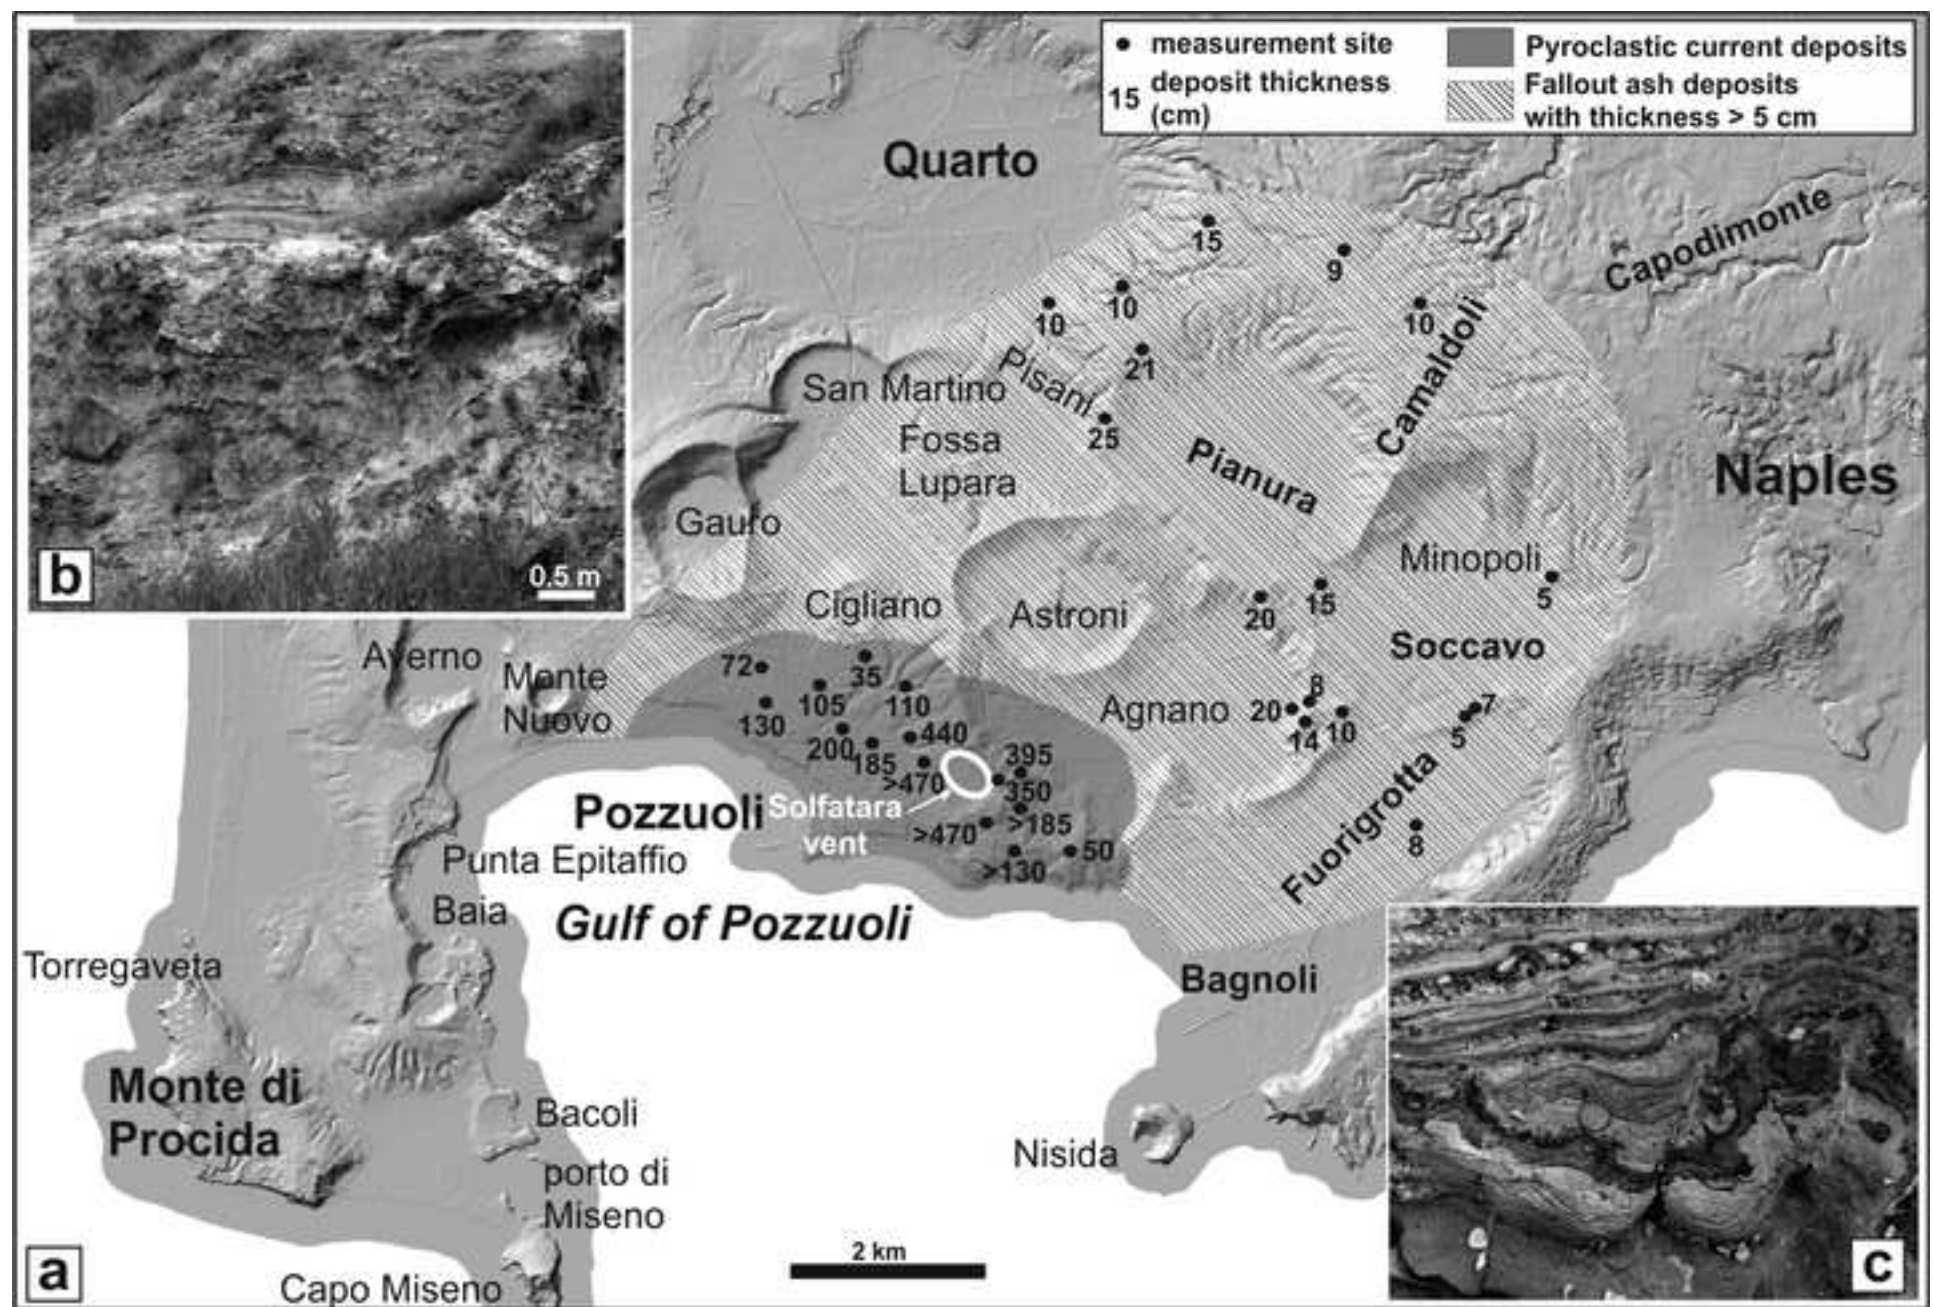 measurement site
15 deposit thickness
(cm)
Pyroclastic current deposits
Fallout ash deposits
with thickness > 5 cm
b
0.5 m
Quarto
Capodimonte
15
9
10
10
10
21
25
Pisani
San Martino
Fossa
Lupara
Camaldoli
Pianura
Naples
Gauro
Minopoli
5
Cigliano
Astroni
20
15
Soccavo
Averno
Monte
Nuovo
72
35
105
110
130
200
185
440
>470
395
350
>185
>470
>130
50
Agnano
20
8
14
10
7
5
Fuorigrotta
8
Pozzuoli
Solfatara
vent
Punta Epitaffio
Baia
Gulf of Pozzuoli
Bagnoli
Torregaveta
Monte di
Procida
Bacoli
porto di
Miseno
Nisida
Capo Miseno
2 km
a
c